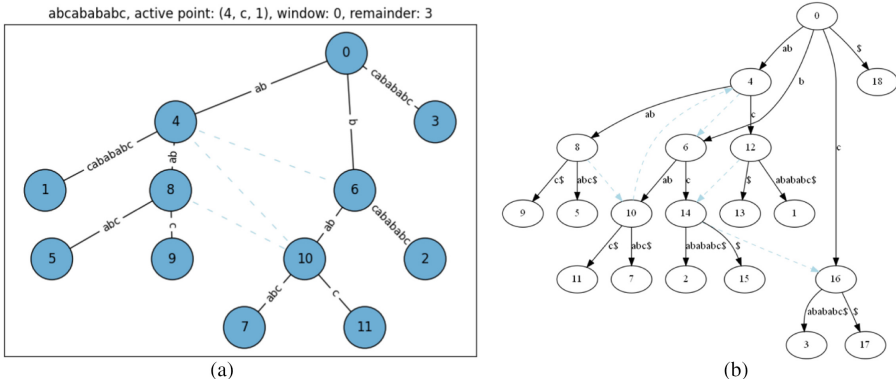 abcabababc, active point: (4, c, 1), window: 0, remainder: 3
0
ab
cabababc
b
4
3
cabababc
ab
1
8
6
abc
c
ab
cabababc
5
9
10
2
abc
c
7
11
(a)
0
ab
$
4
b
18
ab
c
8
6
12
c
c$
abc$
ab
c
$
abababc$
9
5
10
14
13
1
c$
abc$
abababc$
$
11
7
2
15
16
abababc$
$
3
17
(b)